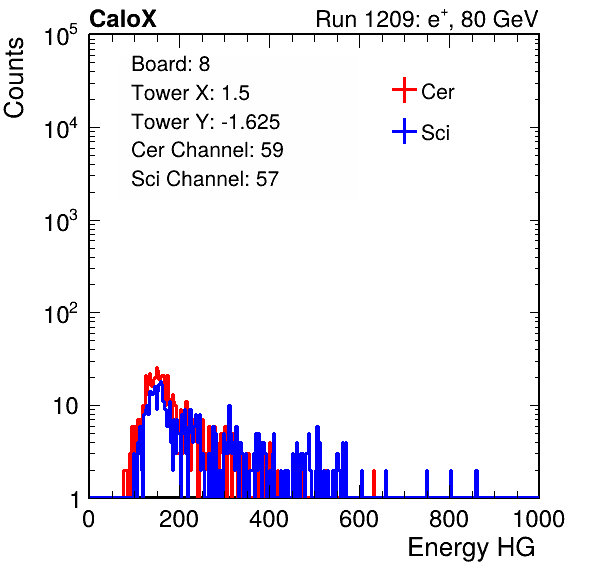 CaloX Run 1209: e⁺, 80 GeV
Counts
10⁵
10⁴
10³
10²
10
1
Board: 8
Tower X: 1.5
Tower Y: -1.625
Cer Channel: 59
Sci Channel: 57
Cer
Sci
0 200 400 600 800 1000
Energy HG